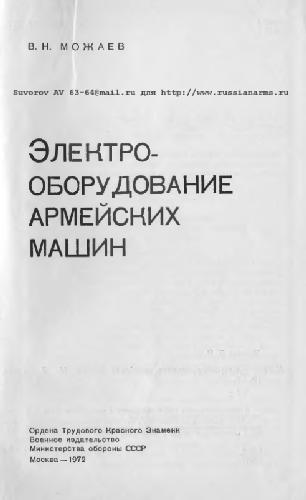 В. Н. МОЖАЕВ
Suvorov AV 63-64@mail.ru для http://www.russianarms.ru
ЭЛЕКТРО-
ОБОРУДОВАНИЕ
АРМЕЙСКИХ
МАШИН
Ордена Трудового Красного Знамени
Военное издательство
Министерства обороны СССР
Москва — 1972